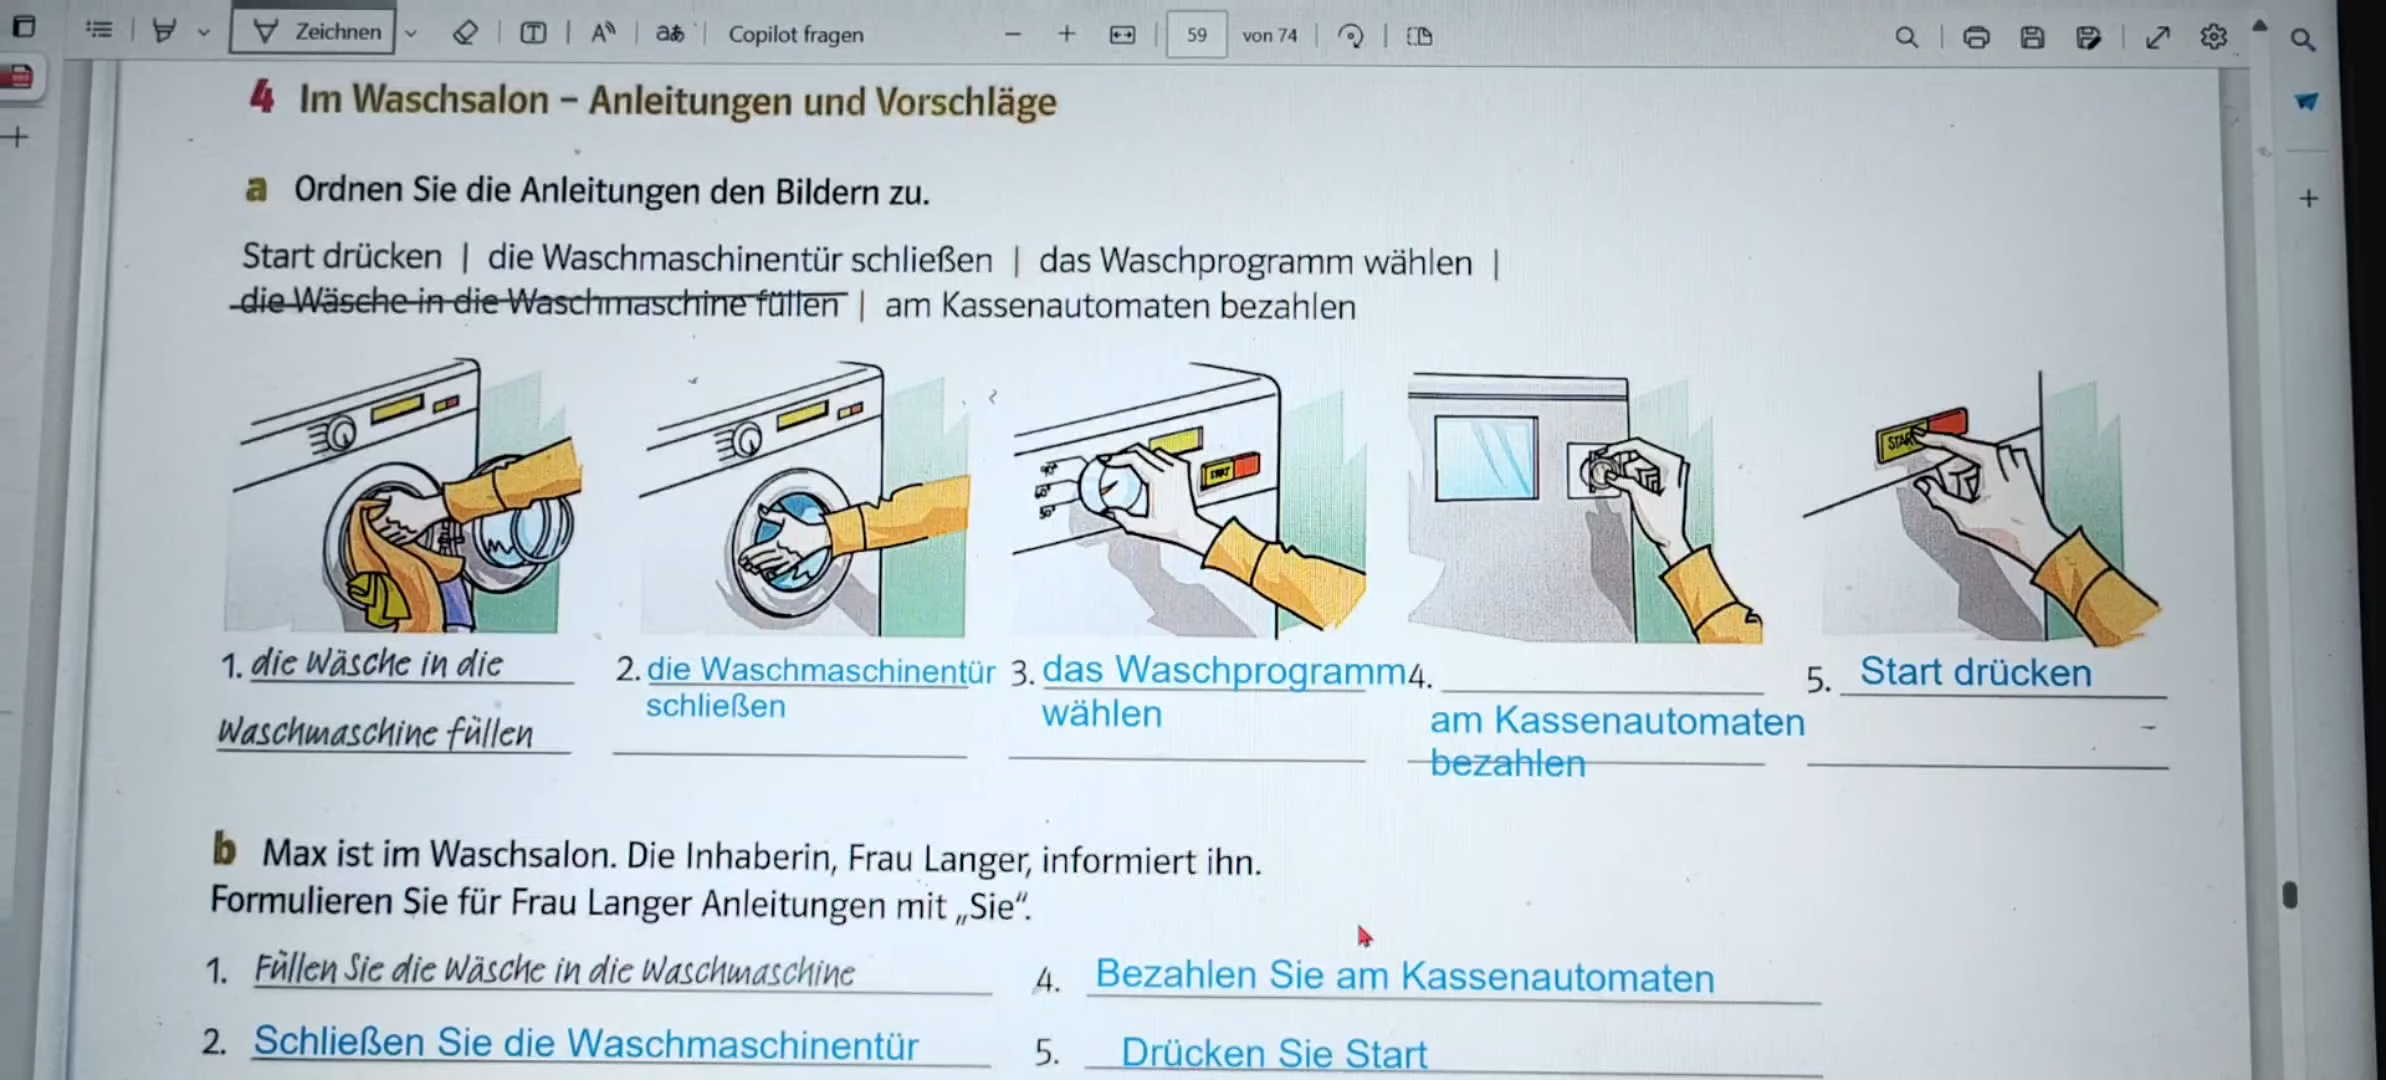 Zeichnen
Copilot fragen
59 von 74
4 Im Waschsalon – Anleitungen und Vorschläge
a Ordnen Sie die Anleitungen den Bildern zu.
Start drücken | die Waschmaschinentür schließen | das Waschprogramm wählen |
die Wäsche in die Waschmaschine füllen | am Kassenautomaten bezahlen
START
START
1. die Wäsche in die
Waschmaschine füllen
2. die Waschmaschinentür
schließen
3. das Waschprogramm
wählen
4.
am Kassenautomaten
bezahlen
5. Start drücken
b Max ist im Waschsalon. Die Inhaberin, Frau Langer, informiert ihn.
Formulieren Sie für Frau Langer Anleitungen mit „Sie“.
1. Füllen Sie die Wäsche in die Waschmaschine
2. Schließen Sie die Waschmaschinentür
4. Bezahlen Sie am Kassenautomaten
5. Drücken Sie Start